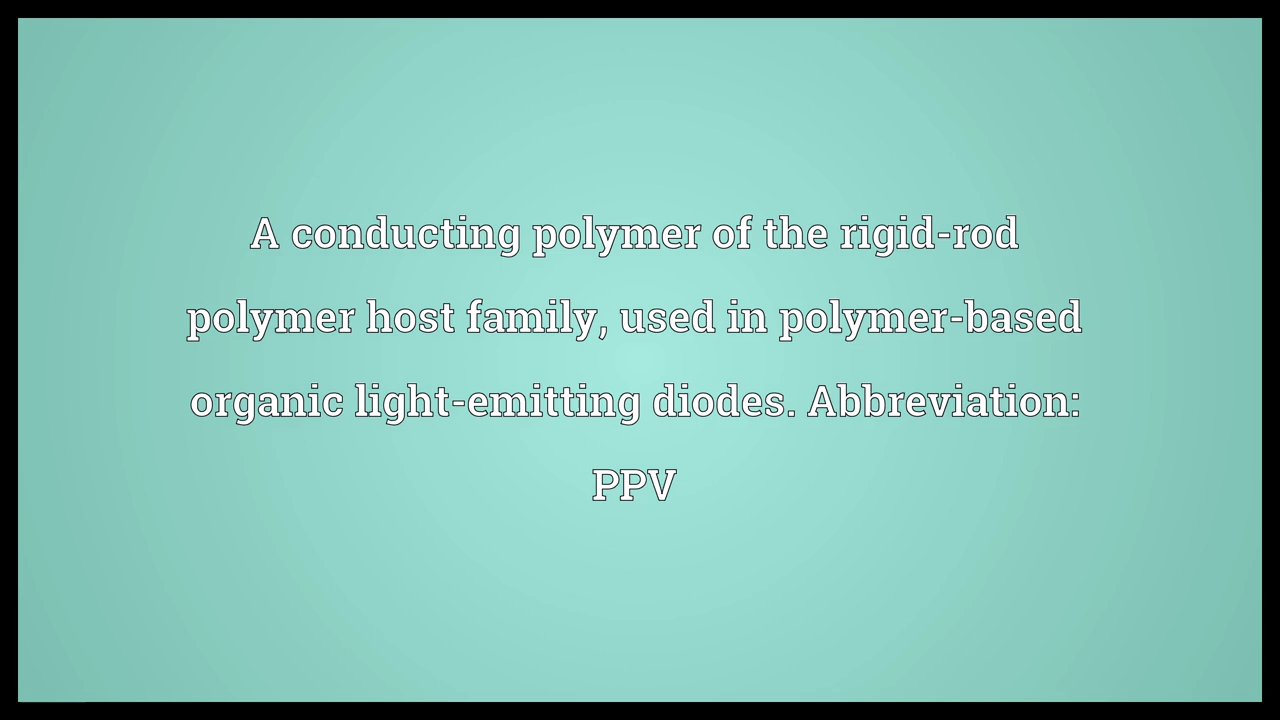 A conducting polymer of the rigid-rod
polymer host family, used in polymer-based
organic light-emitting diodes. Abbreviation:
PPV